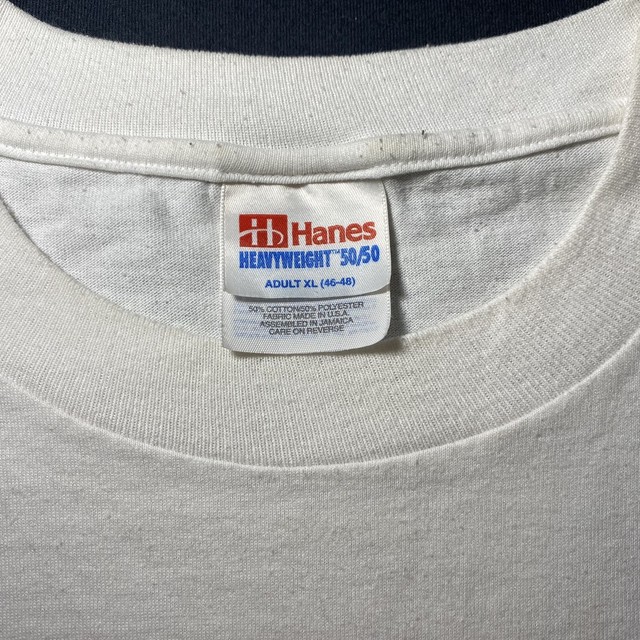 Hanes
HEAVYWEIGHT™ 50/50
ADULT XL (46-48)
50% COTTON/50% POLYESTER
FABRIC MADE IN U.S.A.
ASSEMBLED IN JAMAICA
CARE ON REVERSE